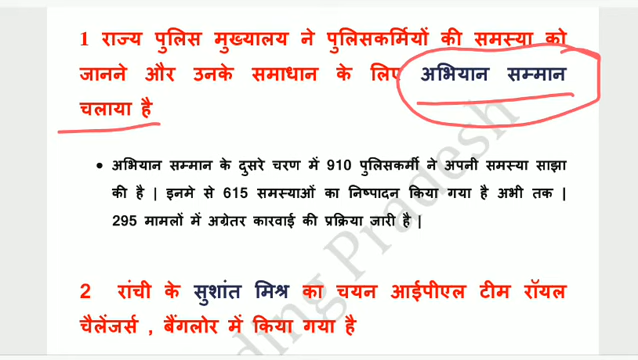 1 राज्य पुलिस मुख्यालय ने पुलिसकर्मियों की समस्या को
जानने और उनके समाधान के लिए अभियान सम्मान
चलाया है
• अभियान सम्मान के दुसरे चरण में 910 पुलिसकर्मी ने अपनी समस्या साझा
की है | इनमे से 615 समस्याओं का निष्पादन किया गया है अभी तक |
295 मामलों में अग्रेतर कारवाई की प्रक्रिया जारी है |
2 रांची के सुशांत मिश्र का चयन आईपीएल टीम रॉयल
चैलेंजर्स , बैंगलोर में किया गया है
ding Pradesh